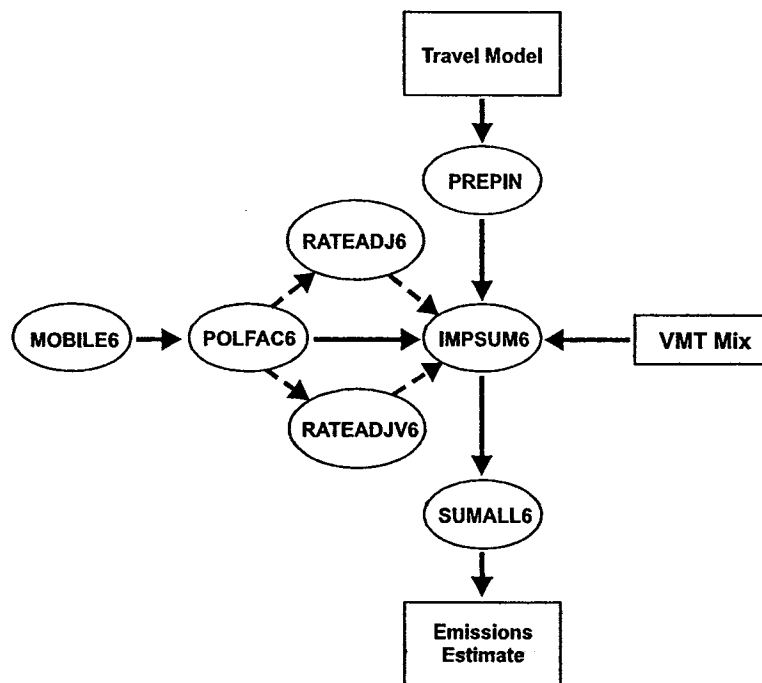 Travel Model
PREPIN
RATEADJ6
MOBILE6
POLFAC6
IMPSUM6
VMT Mix
RATEADJV6
SUMALL6
Emissions
Estimate